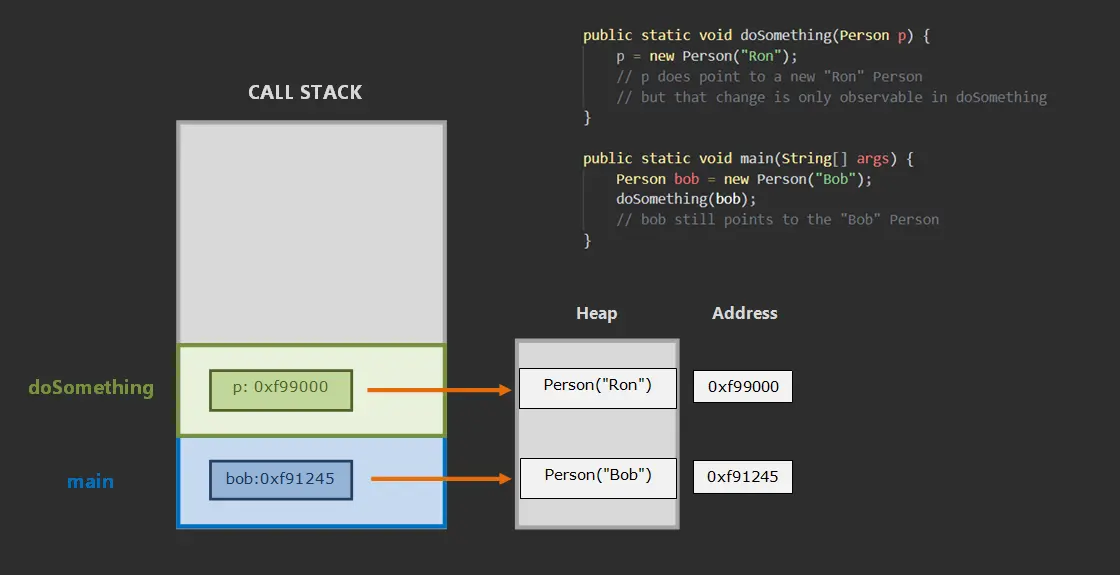 public static void doSomething(Person p) {
p = new Person("Ron");
// p does point to a new "Ron" Person
// but that change is only observable in doSomething
}
public static void main(String[] args) {
Person bob = new Person("Bob");
doSomething(bob);
// bob still points to the "Bob" Person
}
CALL STACK
Heap
Address
doSomething
p: 0xf99000
Person("Ron")
0xf99000
main
bob:0xf91245
Person("Bob")
0xf91245